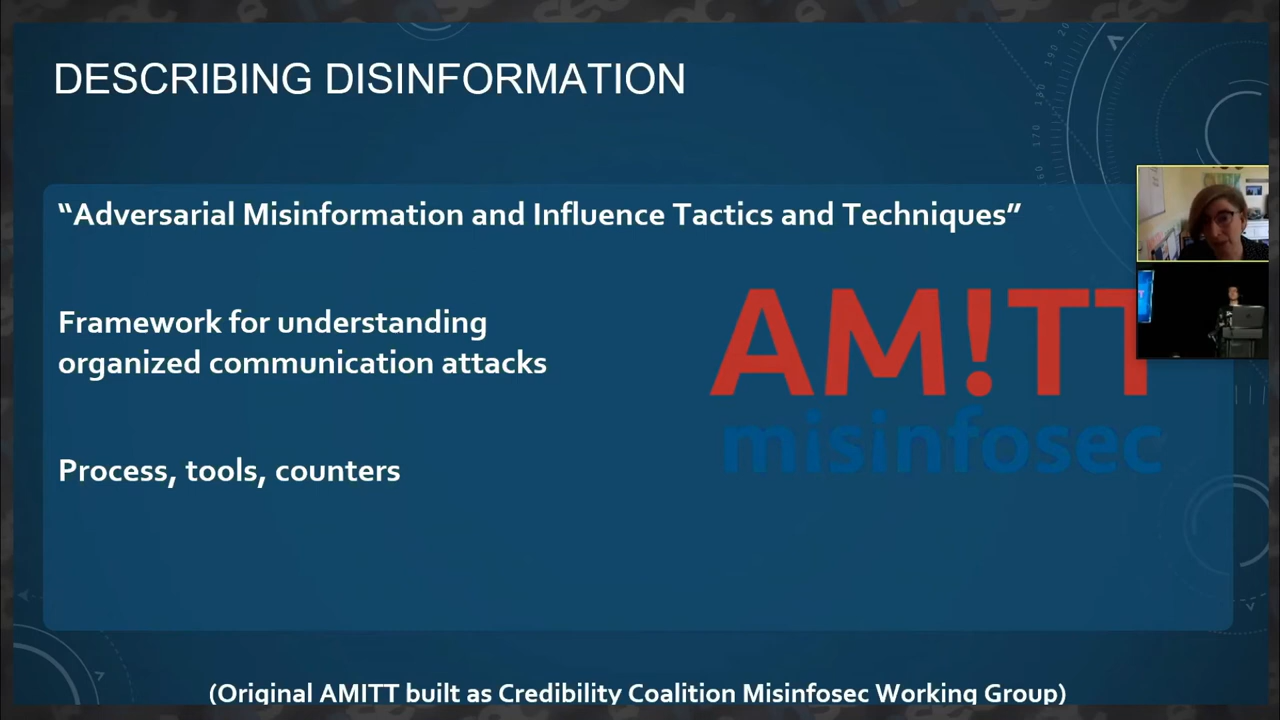 DESCRIBING DISINFORMATION
“Adversarial Misinformation and Influence Tactics and Techniques”
Framework for understanding
organized communication attacks
AM!TT
misinfosec
Process, tools, counters
(Original AMITT built as Credibility Coalition Misinfosec Working Group)